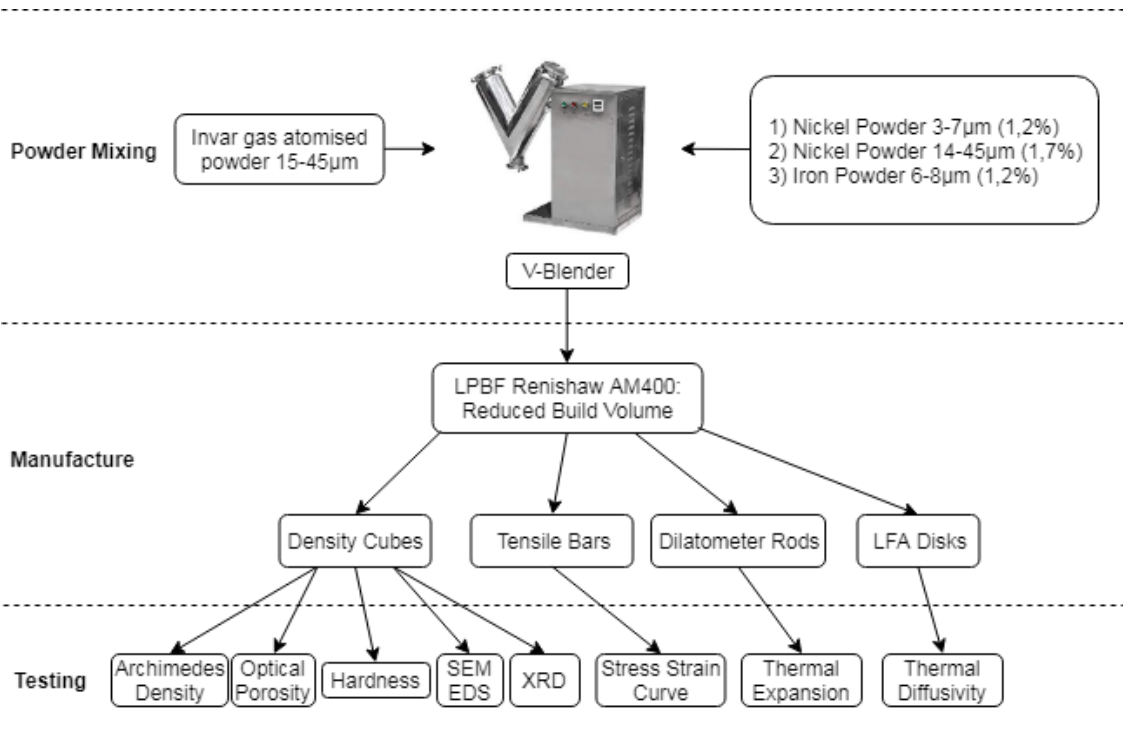 Powder Mixing
Invar gas atomised
powder 15-45µm
1) Nickel Powder 3-7µm (1,2%)
2) Nickel Powder 14-45µm (1,7%)
3) Iron Powder 6-8µm (1,2%)
V-Blender
Manufacture
LPBF Renishaw AM400:
Reduced Build Volume
Density Cubes
Tensile Bars
Dilatometer Rods
LFA Disks
Testing
Archimedes
Density
Optical
Porosity
Hardness
SEM
EDS
XRD
Stress Strain
Curve
Thermal
Expansion
Thermal
Diffusivity